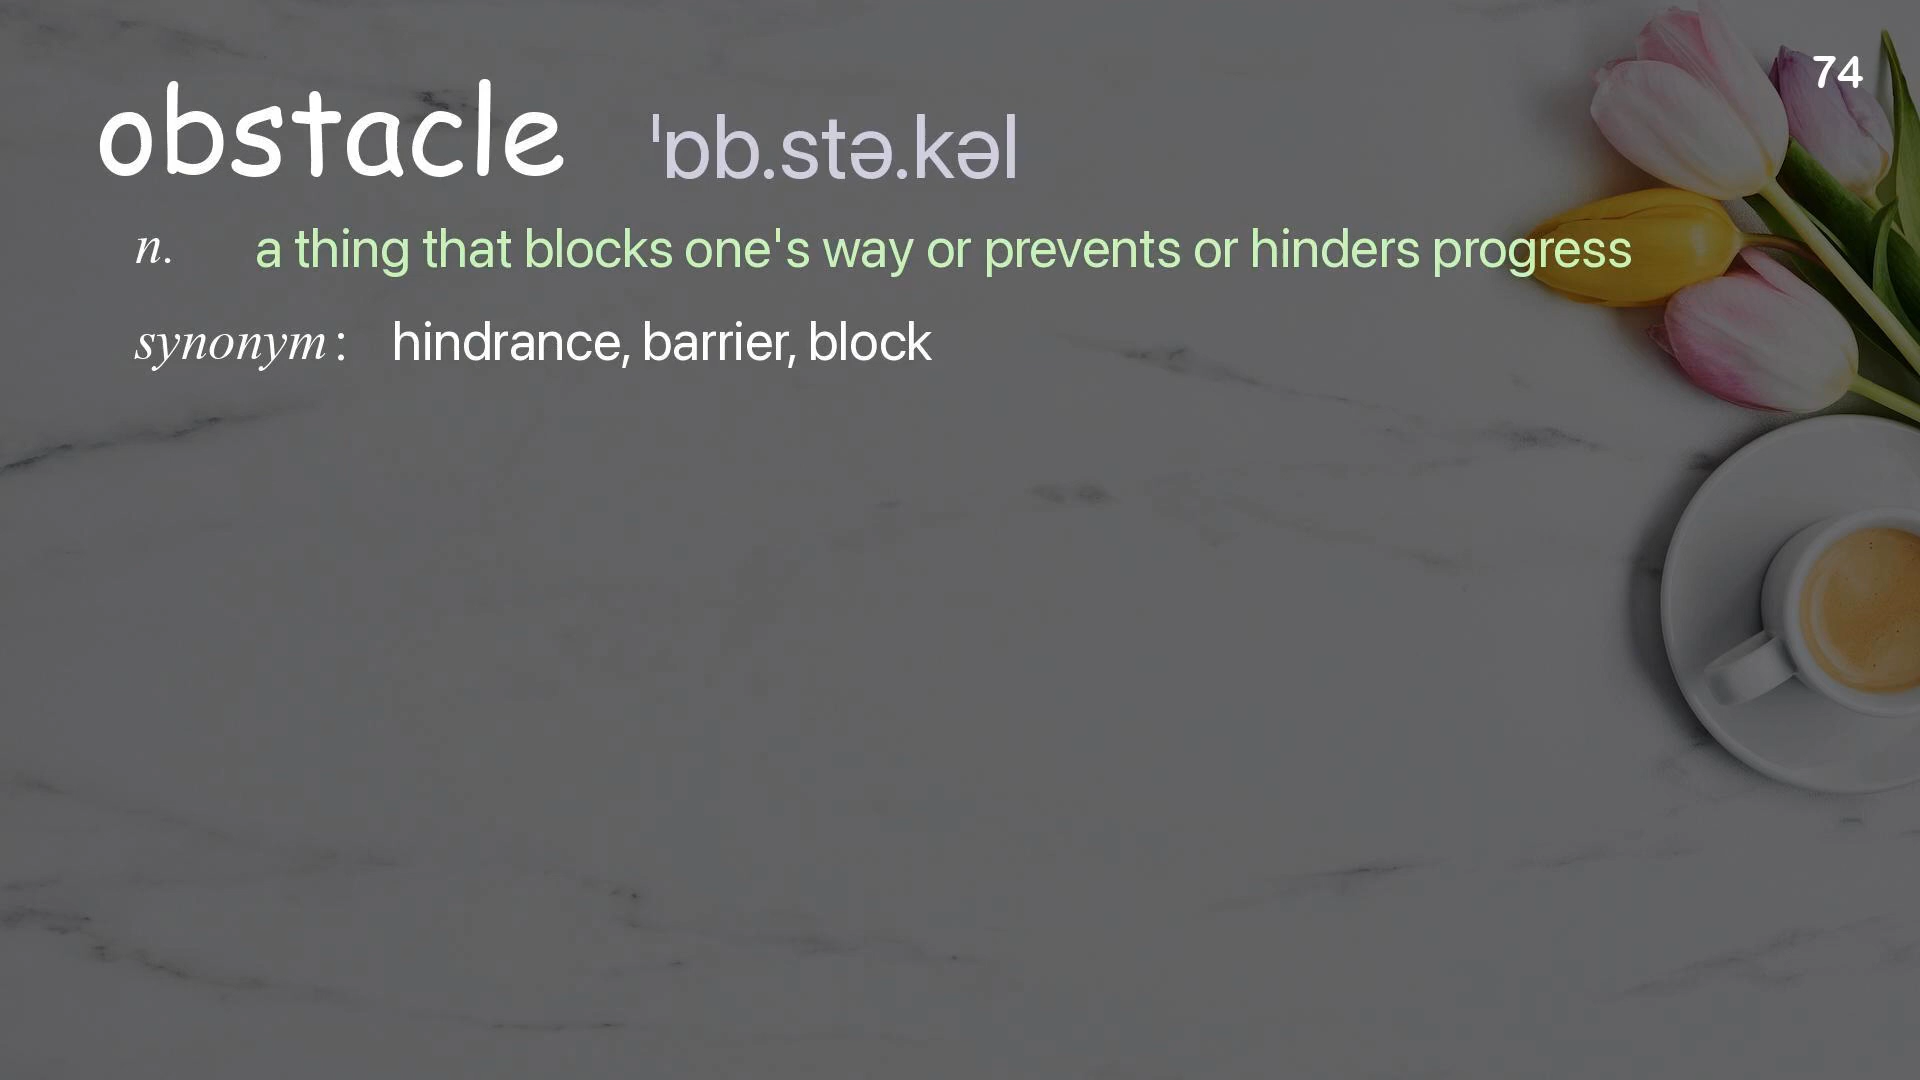 74
obstacle ˈɒb.stə.kəl
n. a thing that blocks one's way or prevents or hinders progress
synonym: hindrance, barrier, block